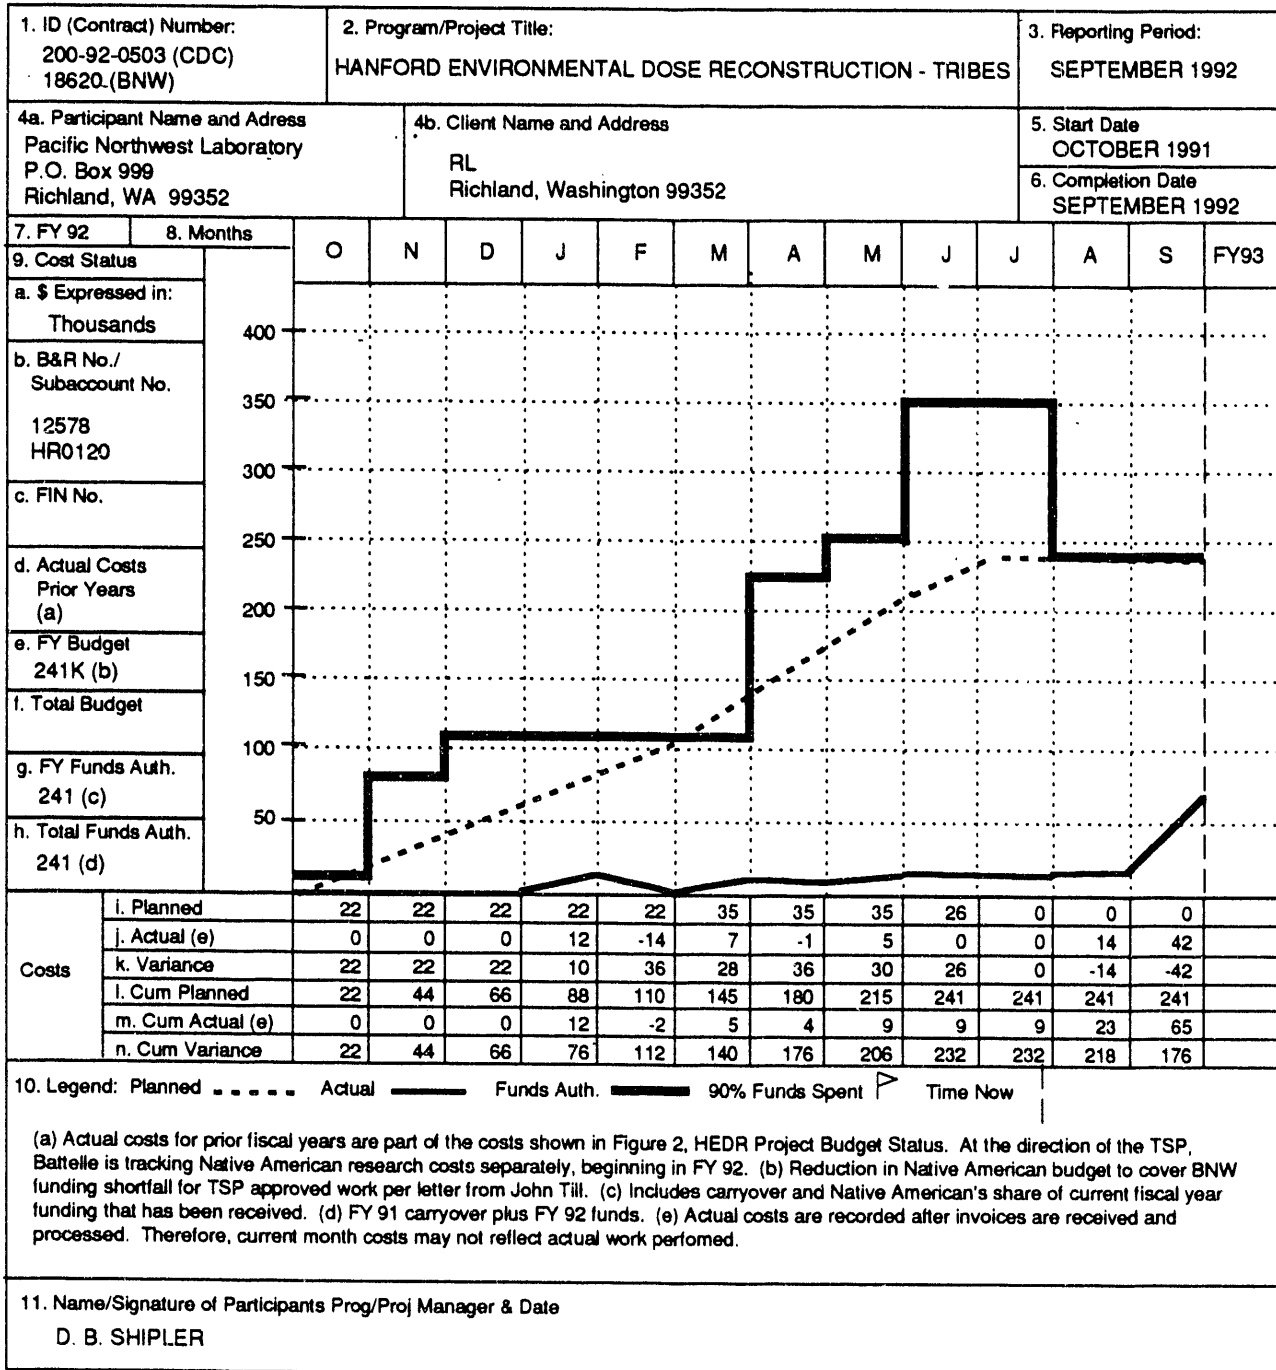 1. ID (Contract) Number:
200-92-0503 (CDC)
18620 (BNW)
2. Program/Project Title:
HANFORD ENVIRONMENTAL DOSE RECONSTRUCTION - TRIBES
3. Reporting Period:
SEPTEMBER 1992
4a. Participant Name and Adress
Pacific Northwest Laboratory
P.O. Box 999
Richland, WA 99352
4b. Client Name and Address
RL
Richland, Washington 99352
5. Start Date
OCTOBER 1991
6. Completion Date
SEPTEMBER 1992
7. FY 92
8. Months
O N D J F M A M J J A S FY93
9. Cost Status
a. $ Expressed in:
Thousands
b. B&R No./
Subaccount No.
12578
HR0120
c. FIN No.
d. Actual Costs
Prior Years
(a)
e. FY Budget
241K (b)
f. Total Budget
g. FY Funds Auth.
241 (c)
h. Total Funds Auth.
241 (d)
400
350
300
250
200
150
100
50
Costs
i. Planned 22 22 22 22 22 35 35 35 26 0 0 0
j. Actual (e) 0 0 0 12 -14 7 -1 5 0 0 14 42
k. Variance 22 22 22 10 36 28 36 30 26 0 -14 -42
l. Cum Planned 22 44 66 88 110 145 180 215 241 241 241 241
m. Cum Actual (e) 0 0 0 12 -2 5 4 9 9 9 23 65
n. Cum Variance 22 44 66 76 112 140 176 206 232 232 218 176
10. Legend: Planned Actual Funds Auth. 90% Funds Spent Time Now
(a) Actual costs for prior fiscal years are part of the costs shown in Figure 2, HEDR Project Budget Status. At the direction of the TSP,
Battelle is tracking Native American research costs separately, beginning in FY 92. (b) Reduction in Native American budget to cover BNW
funding shortfall for TSP approved work per letter from John Till. (c) Includes carryover and Native American's share of current fiscal year
funding that has been received. (d) FY 91 carryover plus FY 92 funds. (e) Actual costs are recorded after invoices are received and
processed. Therefore, current month costs may not reflect actual work perfomed.
11. Name/Signature of Participants Prog/Proj Manager & Date
D. B. SHIPLER